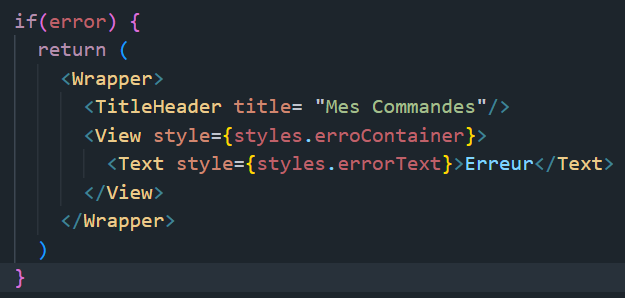 if(error) {
return (
<Wrapper>
<TitleHeader title= "Mes Commandes"/>
<View style={styles.erroContainer}>
<Text style={styles.errorText}>Erreur</Text>
</View>
</Wrapper>
)
}